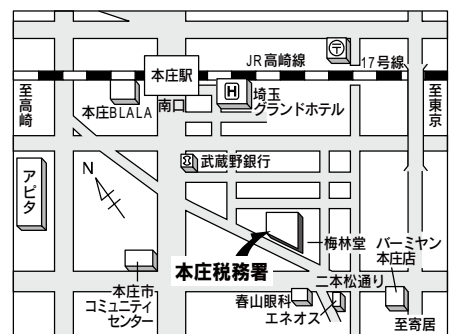 〒
本庄駅
JR高崎線
17号線
至高崎
本庄BLALA
南口
H
埼玉
グランドホテル
至東京
武蔵野銀行
アピタ
N
梅林堂
バーミヤン
本庄店
本庄税務署
二本松通り
本庄市
コミュニティ
センター
春山眼科
エネオス
至寄居